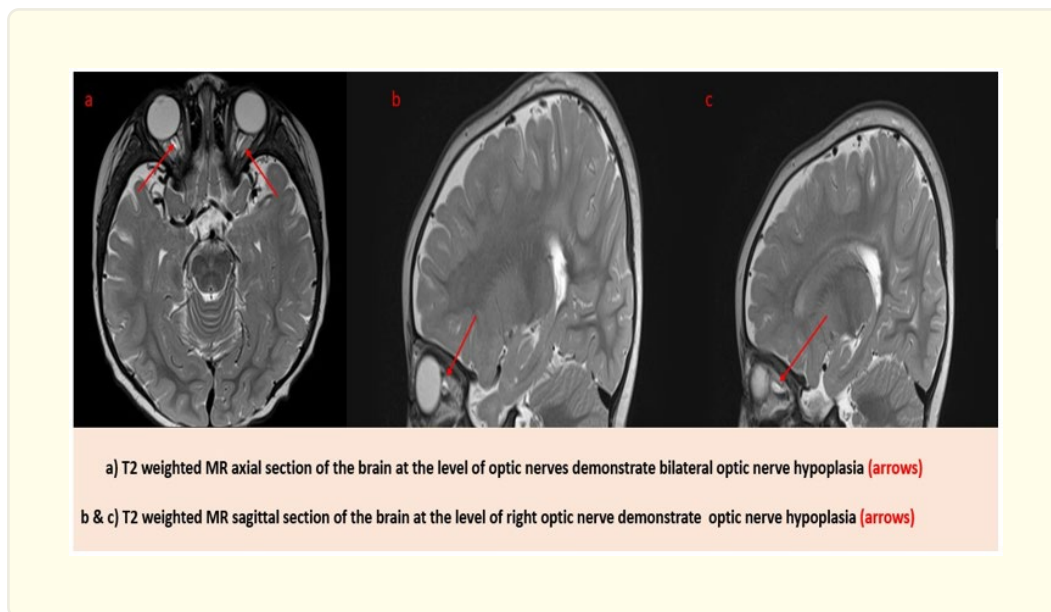 a
b
c
a) T2 weighted MR axial section of the brain at the level of optic nerves demonstrate bilateral optic nerve hypoplasia (arrows)
b & c) T2 weighted MR sagittal section of the brain at the level of right optic nerve demonstrate optic nerve hypoplasia (arrows)